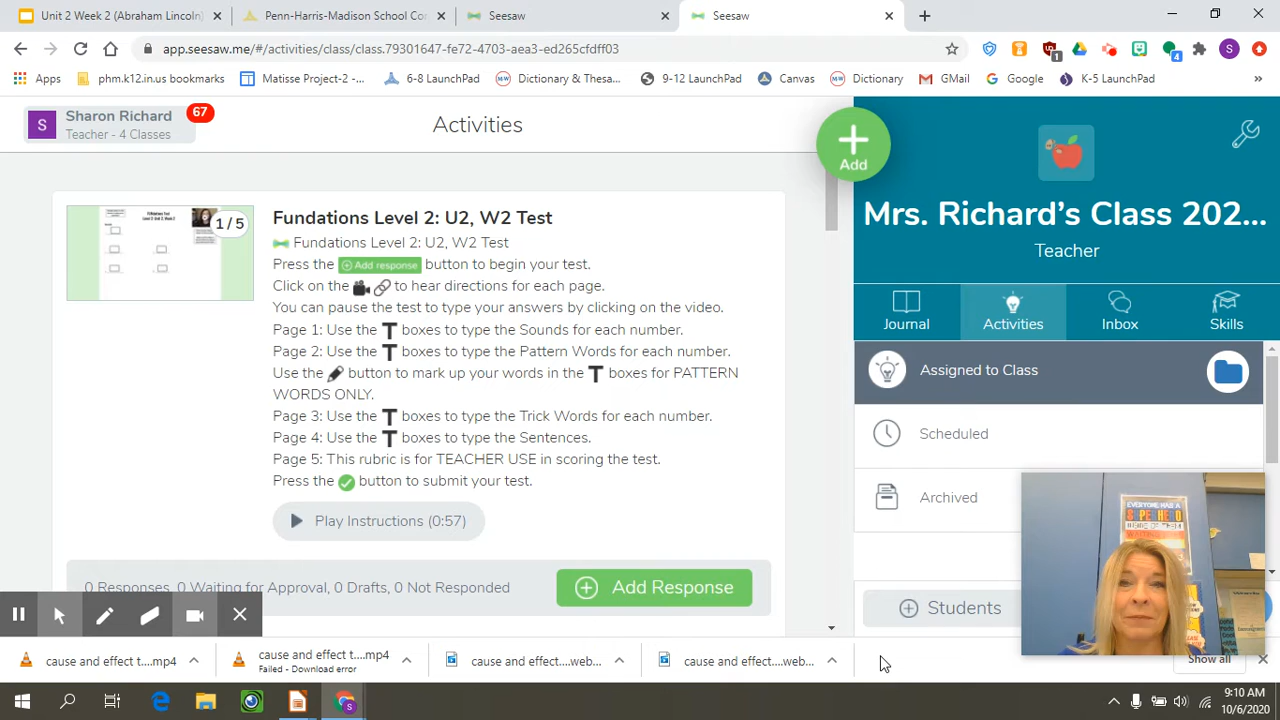 Unit 2 Week 2 (Abraham Lincoln)
Penn-Harris-Madison School Cor
Seesaw
Seesaw
app.seesaw.me/#/activities/class/class.79301647-fe72-4703-aea3-ed265cfdff03
1
4
S
Apps
phm.k12.in.us bookmarks
Matisse Project-2 -...
6-8 LaunchPad
Dictionary & Thesa...
9-12 LaunchPad
Canvas
Dictionary
GMail
Google
K-5 LaunchPad
»
S
Sharon Richard
67
Teacher - 4 Classes
Activities
Add
Mrs. Richard's Class 202...
Teacher
Journal
Activities
Inbox
Skills
Assigned to Class
Scheduled
Archived
Students
1 / 5
Fundations Level 2: U2, W2 Test
Fundations Level 2: U2, W2 Test
Press the Add response button to begin your test.
Click on the to hear directions for each page.
You can pause the test to type your answers by clicking on the video.
Page 1: Use the T boxes to type the Sounds for each number.
Page 2: Use the T boxes to type the Pattern Words for each number.
Use the button to mark up your words in the T boxes for PATTERN
WORDS ONLY.
Page 3: Use the T boxes to type the Trick Words for each number.
Page 4: Use the T boxes to type the Sentences.
Page 5: This rubric is for TEACHER USE in scoring the test.
Press the button to submit your test.
Play Instructions (0:57)
0 Responses, 0 Waiting for Approval, 0 Drafts, 0 Not Responded
Add Response
EVERYONE HAS A
SUPERHERO
cause and effect t....mp4
cause and effect t....mp4
Failed - Download error
cause and effect....web...
cause and effect....web...
Show all
9:10 AM
10/6/2020